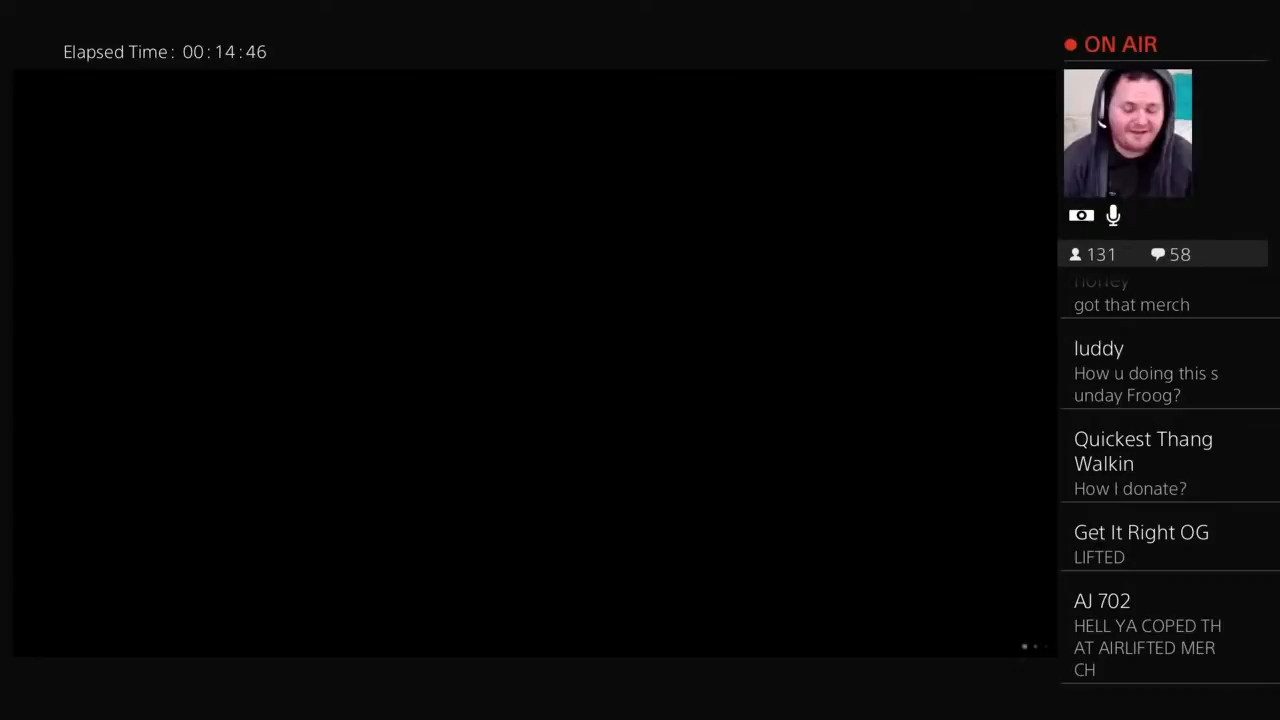 Elapsed Time: 00:14:46
ON AIR
131 58
got that merch
luddy
How u doing this s
unday Froog?
Quickest Thang
Walkin
How I donate?
Get It Right OG
LIFTED
AJ 702
HELL YA COPED TH
AT AIRLIFTED MER
CH